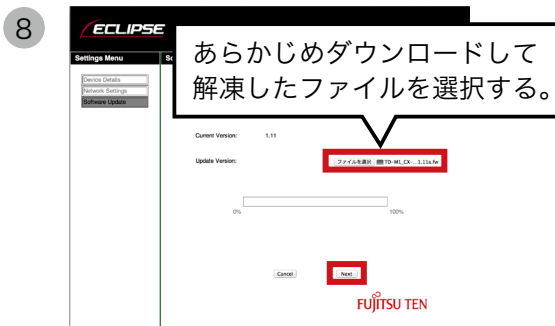 8
ECLIPSE
あらかじめダウンロードして
解凍したファイルを選択する。
Settings Menu
Device Details
Network Settings
Software Update
Current Version: 1.11
Update Version: ファイルを選択 TD-M1_CX-...1.11a.fw
0% 100%
Cancel Next
FUJITSU TEN